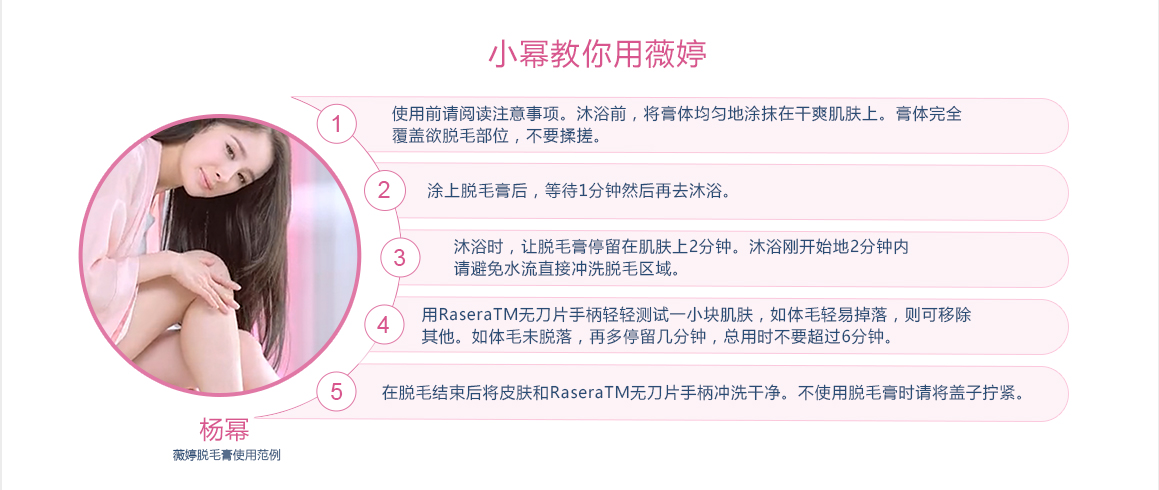 小幂教你用薇婷
1
使用前请阅读注意事项。沐浴前，将膏体均匀地涂抹在干爽肌肤上。膏体完全
覆盖欲脱毛部位，不要揉搓。
2
涂上脱毛膏后，等待1分钟然后再去沐浴。
3
沐浴时，让脱毛膏停留在肌肤上2分钟。沐浴刚开始地2分钟内
请避免水流直接冲洗脱毛区域。
4
用RaseraTM无刀片手柄轻轻测试一小块肌肤，如体毛轻易掉落，则可移除
其他。如体毛未脱落，再多停留几分钟，总用时不要超过6分钟。
5
在脱毛结束后将皮肤和RaseraTM无刀片手柄冲洗干净。不使用脱毛膏时请将盖子拧紧。
杨幂
薇婷脱毛膏使用范例